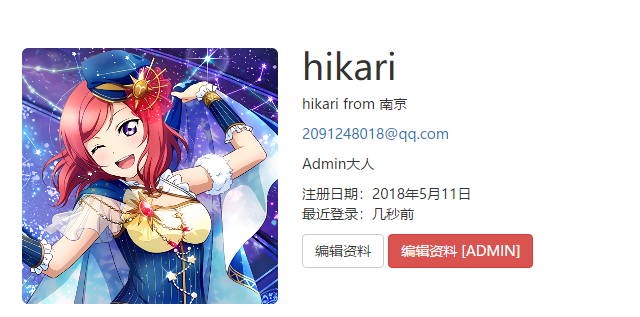 hikari
hikari from 南京
2091248018@qq.com
Admin大人
注册日期：2018年5月11日
最近登录：几秒前
编辑资料 编辑资料 [ADMIN]